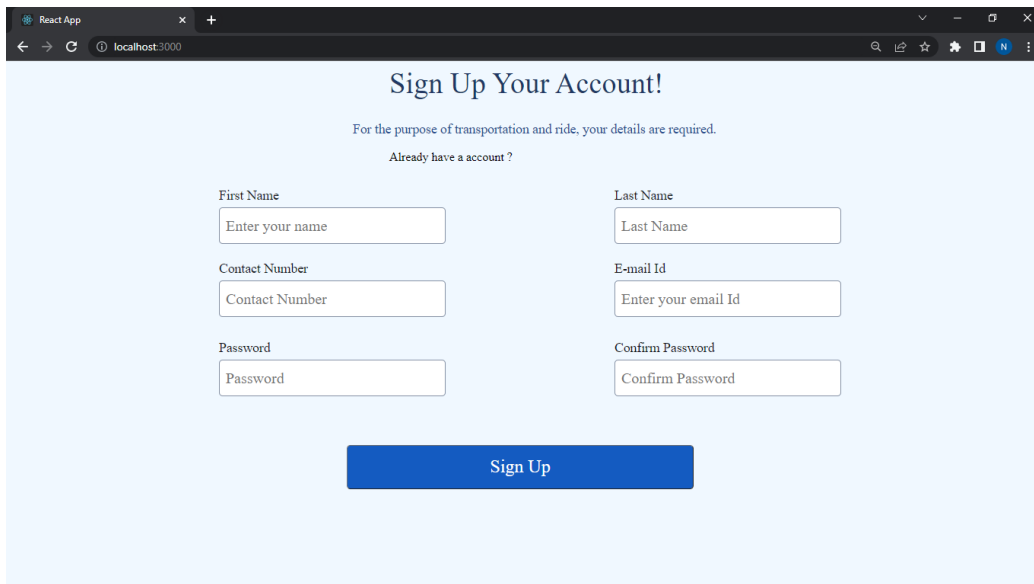 React App
localhost:3000
N
Sign Up Your Account!
For the purpose of transportation and ride, your details are required.
Already have a account ?
First Name Last Name
Enter your name Last Name
Contact Number E-mail Id
Contact Number Enter your email Id
Password Confirm Password
Password Confirm Password
Sign Up